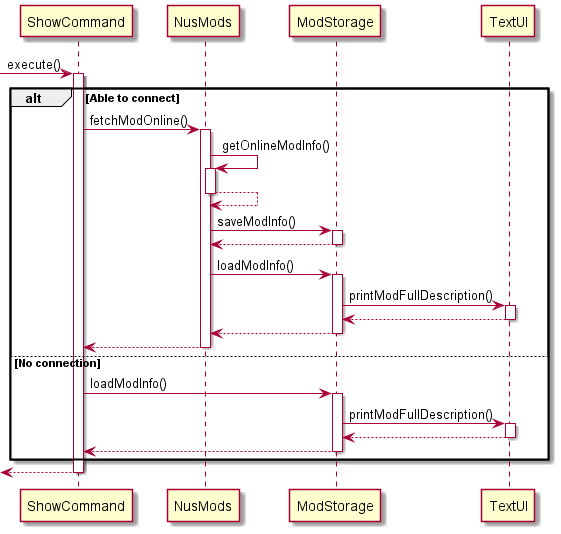 ShowCommand NusMods ModStorage TextUI
execute()
alt [Able to connect]
fetchModOnline()
getOnlineModInfo()
saveModInfo()
loadModInfo()
printModFullDescription()
[No connection]
loadModInfo()
printModFullDescription()
ShowCommand NusMods ModStorage TextUI